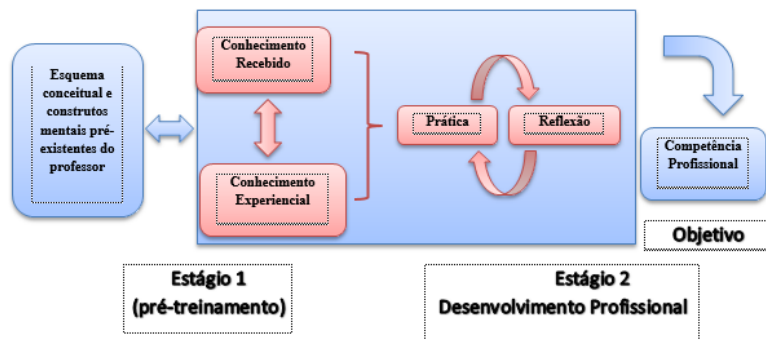 Esquema
conceitual e
construtos
mentais pré-
existentes do
professor
Conhecimento
Recebido
Conhecimento
Experiencial
Prática
Reflexão
Competência
Profissional
Objetivo
Estágio 1
(pré-treinamento)
Estágio 2
Desenvolvimento Profissional